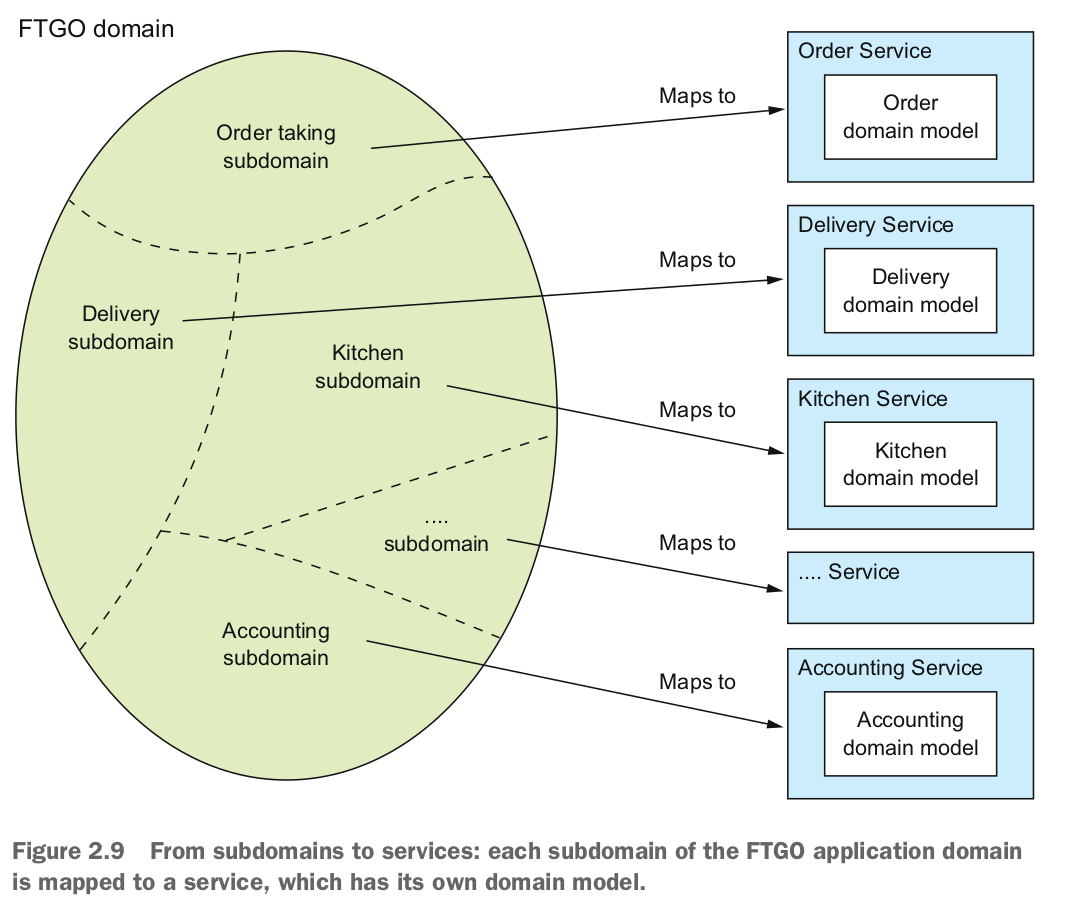 FTGO domain
Order taking
subdomain
Maps to
Order Service
Order
domain model
Delivery
subdomain
Maps to
Delivery Service
Delivery
domain model
Kitchen
subdomain
Maps to
Kitchen Service
Kitchen
domain model
....
subdomain
Maps to
.... Service
Accounting
subdomain
Maps to
Accounting Service
Accounting
domain model
Figure 2.9 From subdomains to services: each subdomain of the FTGO application domain
is mapped to a service, which has its own domain model.